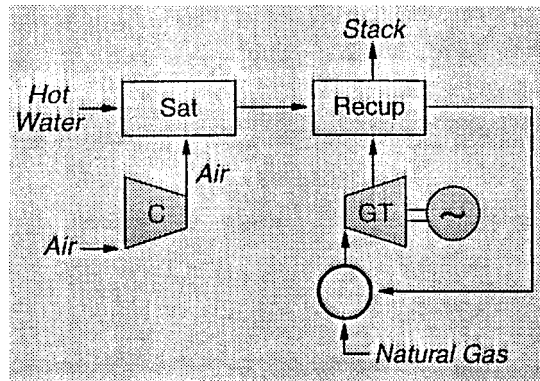 Stack
Hot
Water
Sat
Recup
Air
C
GT
~
Air
Natural Gas